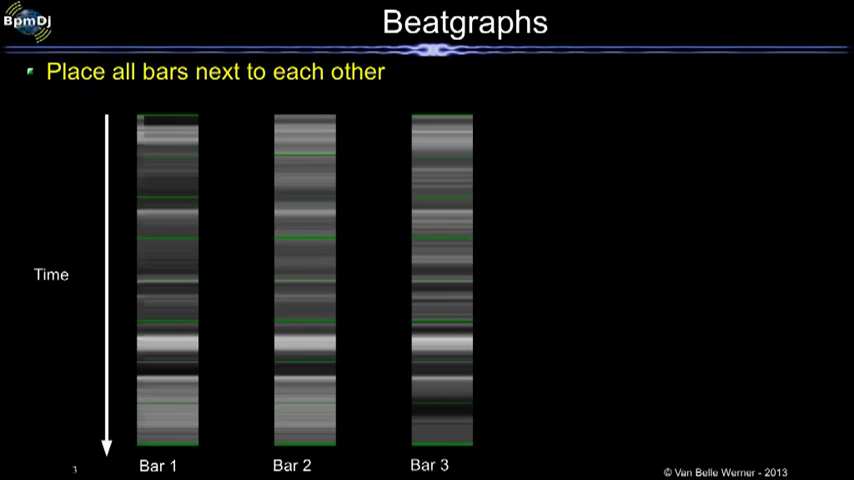 BpmDj
Beatgraphs
Place all bars next to each other
Time
Bar 1
Bar 2
Bar 3
3
© Van Belle Werner - 2013